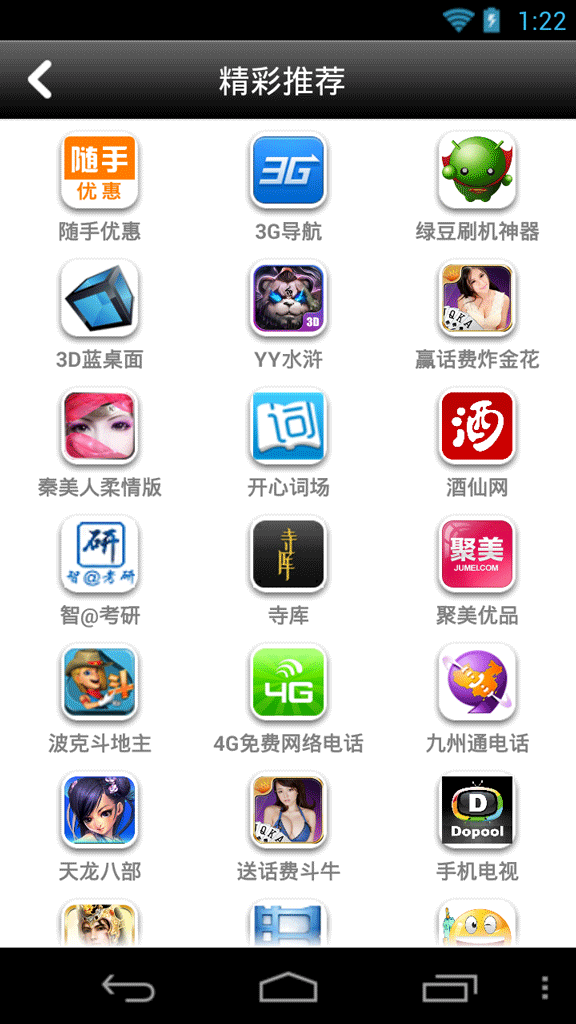 1:22
精彩推荐
随手
优惠
3G
随手优惠
3G导航
绿豆刷机神器
3D
QKA
3D蓝桌面
YY水浒
赢话费炸金花
词
酒
秦美人柔情版
开心词场
酒仙网
研
智@考研
寺库
聚美
JUMEI.COM
智@考研
寺库
聚美优品
斗
4G
波克斗地主
4G免费网络电话
九州通电话
QKA
D
Dopool
天龙八部
送话费斗牛
手机电视